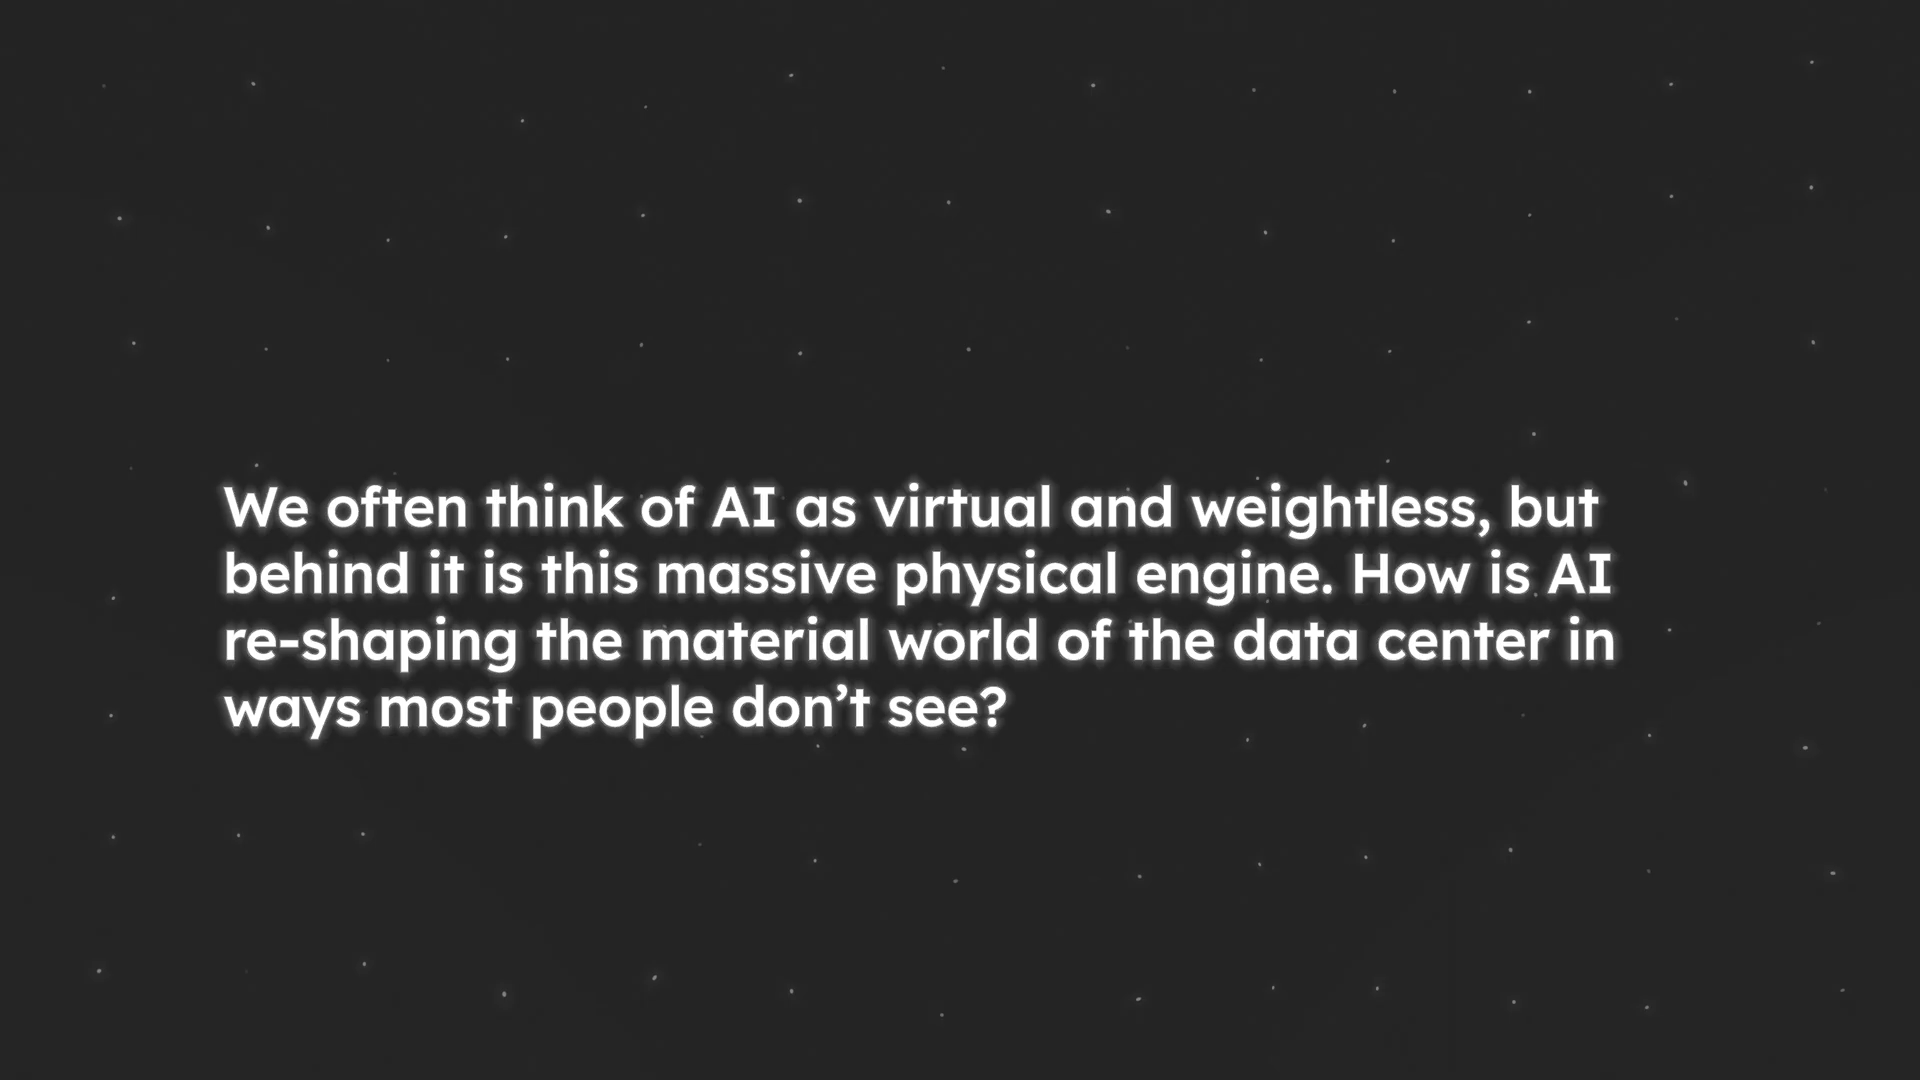 We often think of AI as virtual and weightless, but
behind it is this massive physical engine. How is AI
re-shaping the material world of the data center in
ways most people don’t see?